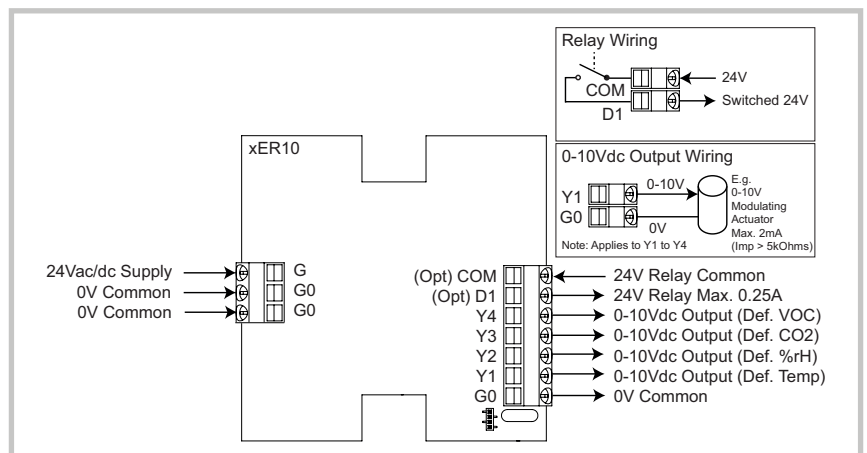 Relay Wiring
24V
COM
Switched 24V
D1
xER10
0-10Vdc Output Wiring
Y1
0-10V
G0
0V
E.g.
0-10V
Modulating
Actuator
Max. 2mA
(Imp > 5kOhms)
Note: Applies to Y1 to Y4
24Vac/dc Supply G
0V Common G0
0V Common G0
(Opt) COM 24V Relay Common
(Opt) D1 24V Relay Max. 0.25A
Y4 0-10Vdc Output (Def. VOC)
Y3 0-10Vdc Output (Def. CO2)
Y2 0-10Vdc Output (Def. %rH)
Y1 0-10Vdc Output (Def. Temp)
G0 0V Common